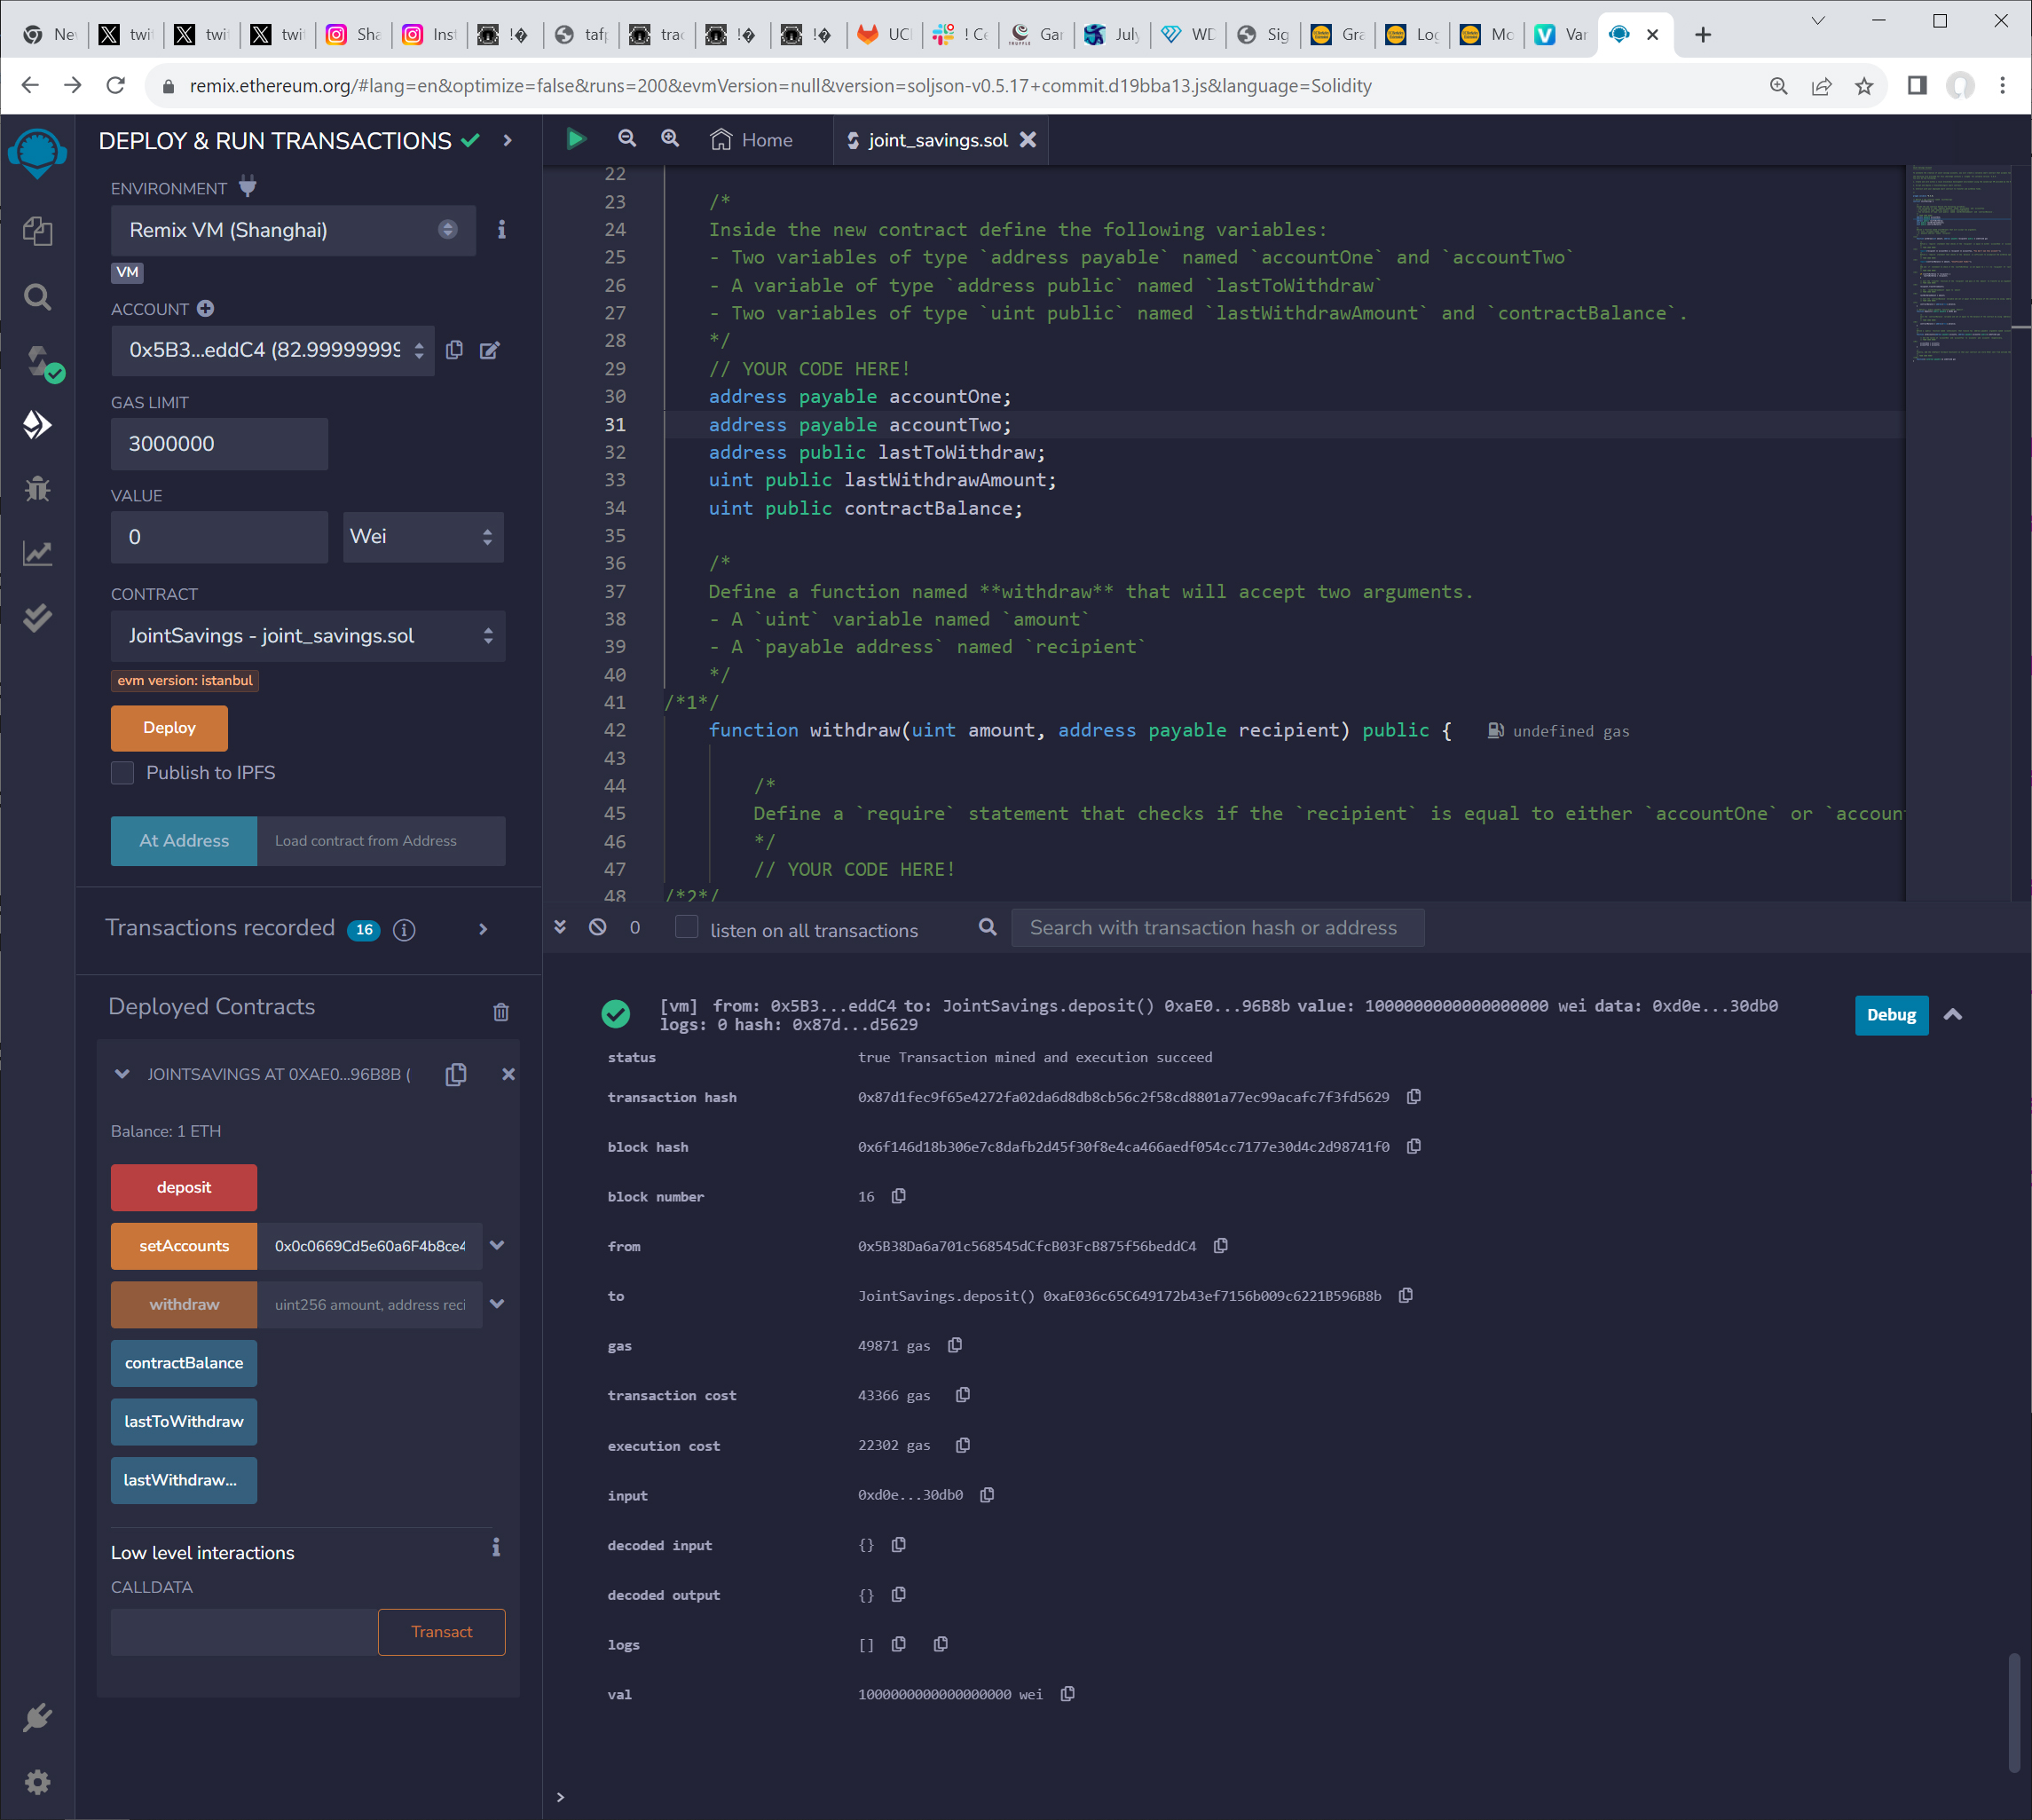 Nev
twit
twi
twi
Sha
Inst
!�
tafp
trac
!�
!�
UCI
! Ce
Gar
July
WD
Sig
Gra
Log
Mo
Var
remix.ethereum.org/#lang=en&optimize=false&runs=200&evmVersion=null&version=soljson-v0.5.17+commit.d19bba13.js&language=Solidity
DEPLOY & RUN TRANSACTIONS
ENVIRONMENT
Remix VM (Shanghai)
VM
ACCOUNT
0x5B3...eddC4 (82.99999999
GAS LIMIT
3000000
VALUE
0
Wei
CONTRACT
JointSavings - joint_savings.sol
evm version: istanbul
Deploy
Publish to IPFS
At Address
Load contract from Address
Transactions recorded 16
Deployed Contracts
JOINTSAVINGS AT 0XAE0...96B8B (
Balance: 1 ETH
deposit
setAccounts 0x0c0669Cd5e60a6F4b8ce4
withdraw uint256 amount, address reci
contractBalance
lastToWithdraw
lastWithdraw...
Low level interactions
CALLDATA
Transact
Home
joint_savings.sol
22
23 /*
24 Inside the new contract define the following variables:
25 - Two variables of type `address payable` named `accountOne` and `accountTwo`
26 - A variable of type `address public` named `lastToWithdraw`
27 - Two variables of type `uint public` named `lastWithdrawAmount` and `contractBalance`.
28 */
29 // YOUR CODE HERE!
30 address payable accountOne;
31 address payable accountTwo;
32 address public lastToWithdraw;
33 uint public lastWithdrawAmount;
34 uint public contractBalance;
35
36 /*
37 Define a function named **withdraw** that will accept two arguments.
38 - A `uint` variable named `amount`
39 - A `payable address` named `recipient`
40 */
41 /*1*/
42 function withdraw(uint amount, address payable recipient) public { undefined gas
43
44 /*
45 Define a `require` statement that checks if the `recipient` is equal to either `accountOne` or `accoun
46 */
47 // YOUR CODE HERE!
48 /*2*/
0 listen on all transactions
Search with transaction hash or address
[vm] from: 0x5B3...eddC4 to: JointSavings.deposit() 0xaE0...96B8b value: 1000000000000000000 wei data: 0xd0e...30db0
logs: 0 hash: 0x87d...d5629
Debug
status true Transaction mined and execution succeed
transaction hash 0x87d1fec9f65e4272fa02da6d8db8cb56c2f58cd8801a77ec99acafc7f3fd5629
block hash 0x6f146d18b306e7c8dafb2d45f30f8e4ca466aedf054cc7177e30d4c2d98741f0
block number 16
from 0x5B38Da6a701c568545dCfcB03FcB875f56beddC4
to JointSavings.deposit() 0xaE036c65C649172b43ef7156b009c6221B596B8b
gas 49871 gas
transaction cost 43366 gas
execution cost 22302 gas
input 0xd0e...30db0
decoded input {}
decoded output {}
logs []
val 1000000000000000000 wei
>